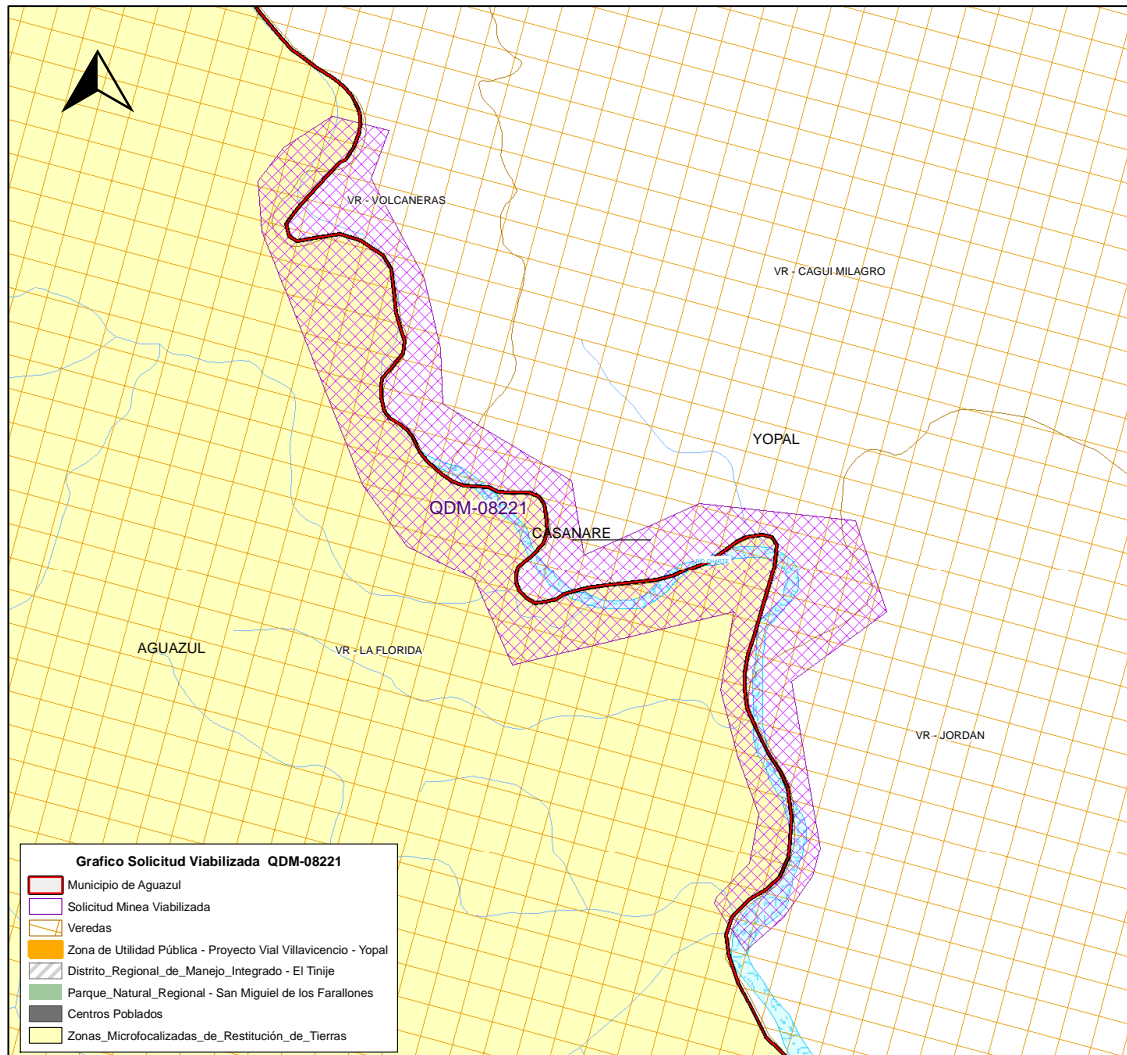 VR - VOLCANERAS
VR - CAGUI MILAGRO
YOPAL
QDM-08221
CASANARE
AGUAZUL
VR - LA FLORIDA
VR - JORDAN
Grafico Solicitud Viabilizada QDM-08221
Municipio de Aguazul
Solicitud Minea Viabilizada
Veredas
Zona de Utilidad Pública - Proyecto Vial Villavicencio - Yopal
Distrito_Regional_de_Manejo_Integrado - El Tinije
Parque_Natural_Regional - San Miguel de los Farallones
Centros Poblados
Zonas_Microfocalizadas_de_Restitución_de_Tierras